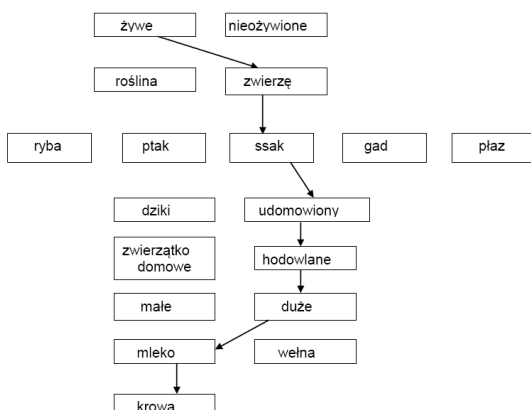 żywe nieożywione
roślina zwierzę
ryba ptak ssak gad płaz
dziki udomowiony
zwierzątko
domowe
hodowlane
małe duże
mleko wełna
krowa